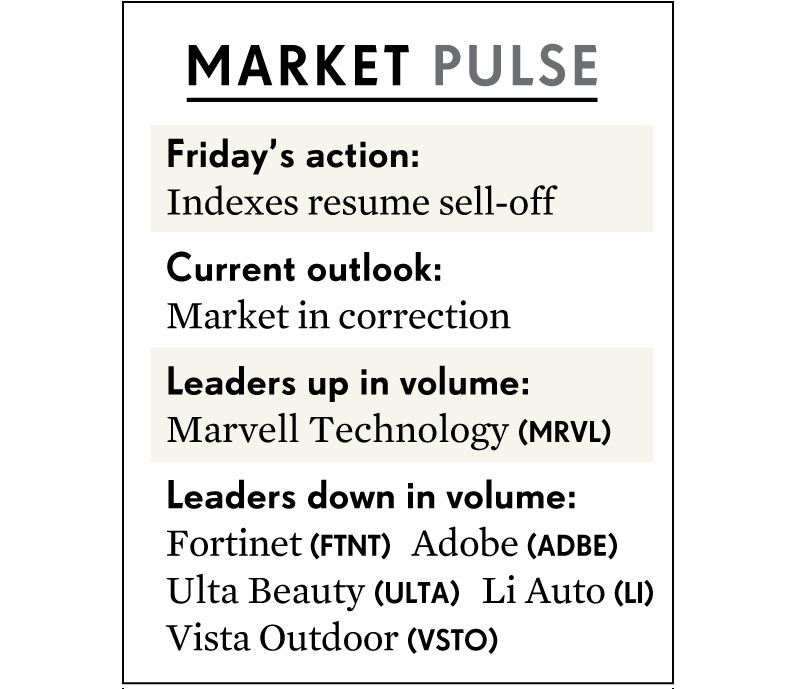 MARKET PULSE
Friday’s action:
Indexes resume sell-off
Current outlook:
Market in correction
Leaders up in volume:
Marvell Technology (MRVL)
Leaders down in volume:
Fortinet (FTNT) Adobe (ADBE)
Ulta Beauty (ULTA) Li Auto (LI)
Vista Outdoor (VSTO)